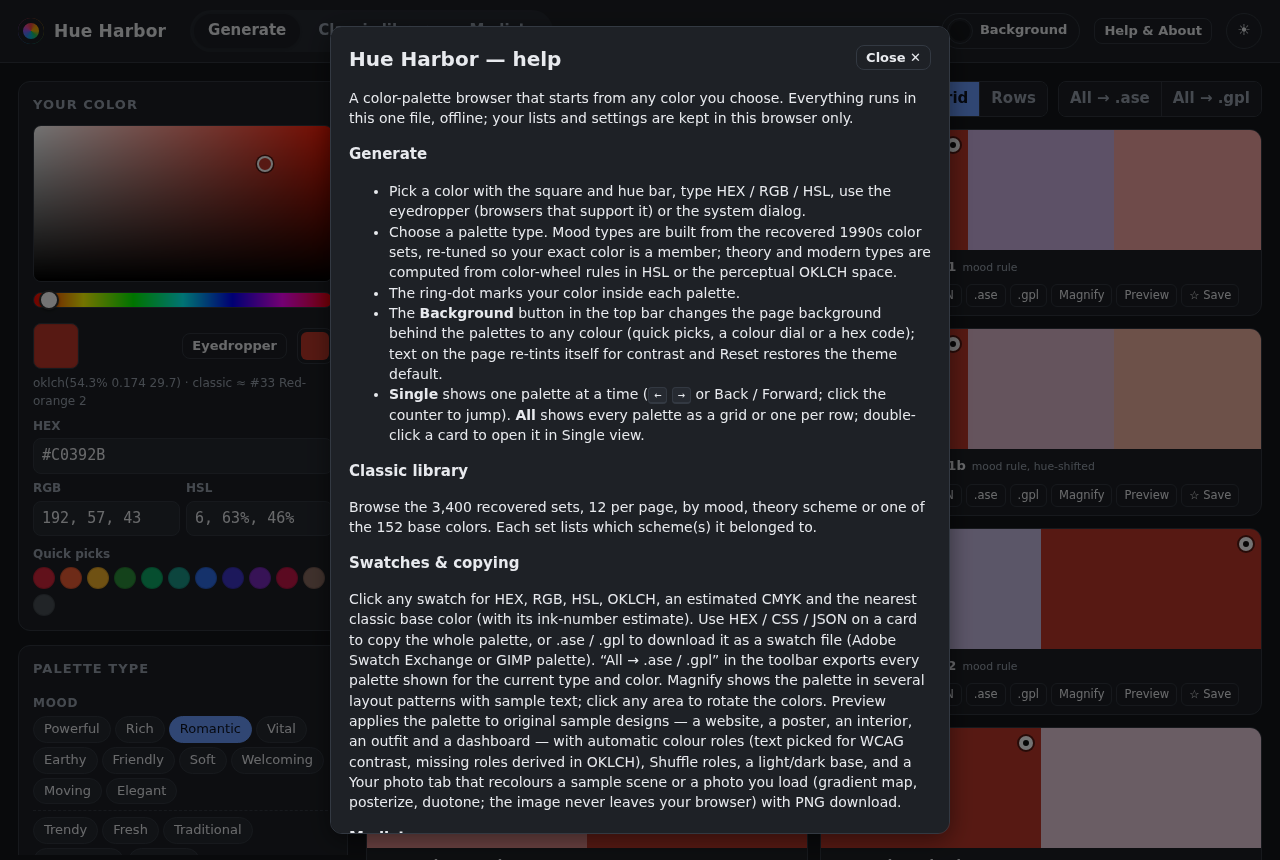 Hue Harbor
Generate
Background
Help & About
☀
YOUR COLOR
Eyedropper
oklch(54.3% 0.174 29.7) · classic ≈ #33 Red-
orange 2
HEX
#C0392B
RGB
HSL
192, 57, 43
6, 63%, 46%
Quick picks
PALETTE TYPE
MOOD
Powerful
Rich
Romantic
Vital
Earthy
Friendly
Soft
Welcoming
Moving
Elegant
Trendy
Fresh
Traditional
Hue Harbor — help
Close ✕
A color-palette browser that starts from any color you choose. Everything runs in
this one file, offline; your lists and settings are kept in this browser only.
Generate
• Pick a color with the square and hue bar, type HEX / RGB / HSL, use the
eyedropper (browsers that support it) or the system dialog.
• Choose a palette type. Mood types are built from the recovered 1990s color
sets, re-tuned so your exact color is a member; theory and modern types are
computed from color-wheel rules in HSL or the perceptual OKLCH space.
• The ring-dot marks your color inside each palette.
• The Background button in the top bar changes the page background
behind the palettes to any colour (quick picks, a colour dial or a hex code);
text on the page re-tints itself for contrast and Reset restores the theme
default.
• Single shows one palette at a time (← → or Back / Forward; click the
counter to jump). All shows every palette as a grid or one per row; double-
click a card to open it in Single view.
Classic library
Browse the 3,400 recovered sets, 12 per page, by mood, theory scheme or one of
the 152 base colors. Each set lists which scheme(s) it belonged to.
Swatches & copying
Click any swatch for HEX, RGB, HSL, OKLCH, an estimated CMYK and the nearest
classic base color (with its ink-number estimate). Use HEX / CSS / JSON on a card
to copy the whole palette, or .ase / .gpl to download it as a swatch file (Adobe
Swatch Exchange or GIMP palette). “All → .ase / .gpl” in the toolbar exports every
palette shown for the current type and color. Magnify shows the palette in several
layout patterns with sample text; click any area to rotate the colors. Preview
applies the palette to original sample designs — a website, a poster, an interior,
an outfit and a dashboard — with automatic colour roles (text picked for WCAG
contrast, missing roles derived in OKLCH), Shuffle roles, a light/dark base, and a
Your photo tab that recolours a sample scene or a photo you load (gradient map,
posterize, duotone; the image never leaves your browser) with PNG download.
Rows
All → .ase
All → .gpl
1 mood rule
.ase
.gpl
Magnify
Preview
☆ Save
1b mood rule, hue-shifted
.ase
.gpl
Magnify
Preview
☆ Save
2 mood rule
.ase
.gpl
Magnify
Preview
☆ Save